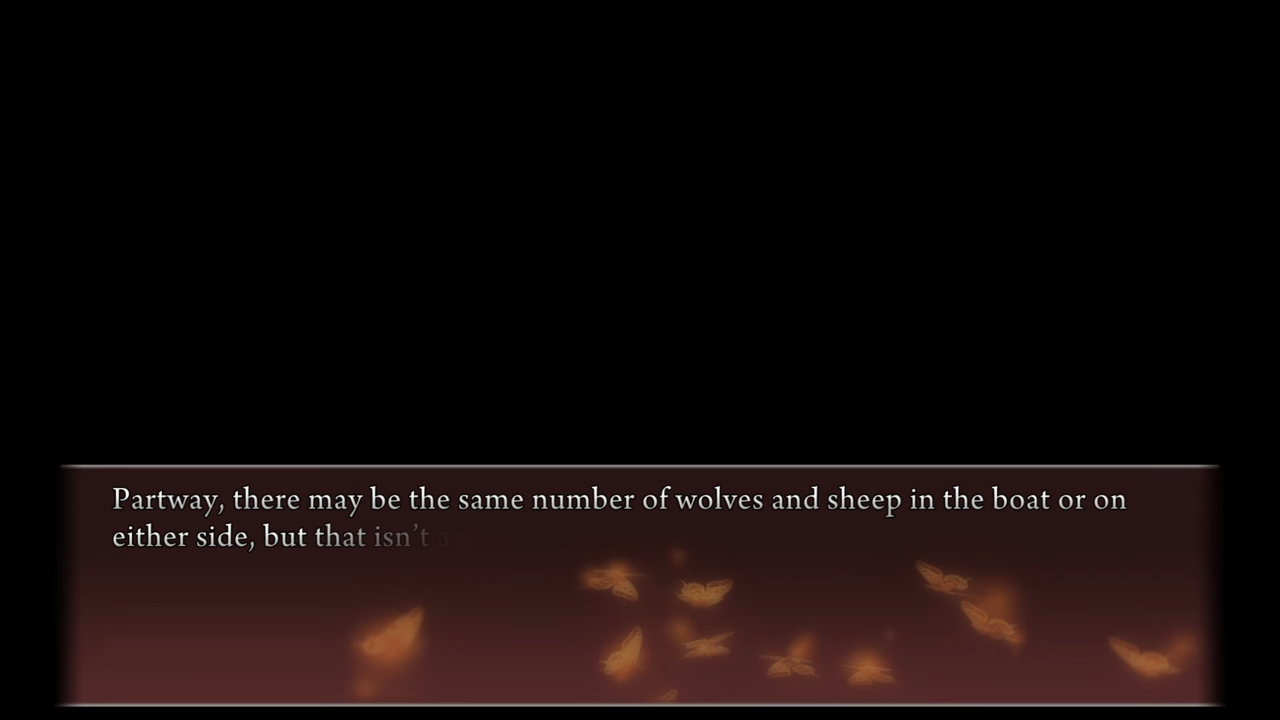 Partway, there may be the same number of wolves and sheep in the boat or on
either side, but that isn't a